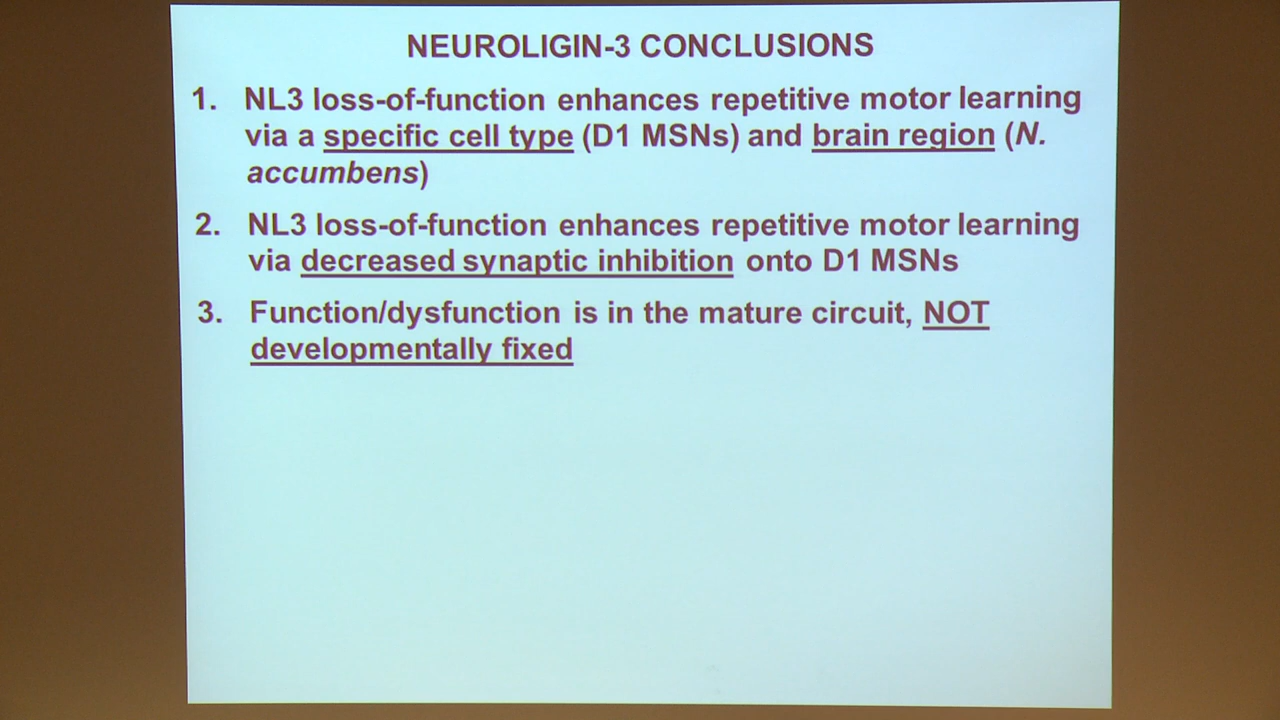 NEUROLIGIN-3 CONCLUSIONS
1. NL3 loss-of-function enhances repetitive motor learning
via a specific cell type (D1 MSNs) and brain region (N.
accumbens)
2. NL3 loss-of-function enhances repetitive motor learning
via decreased synaptic inhibition onto D1 MSNs
3. Function/dysfunction is in the mature circuit, NOT
developmentally fixed